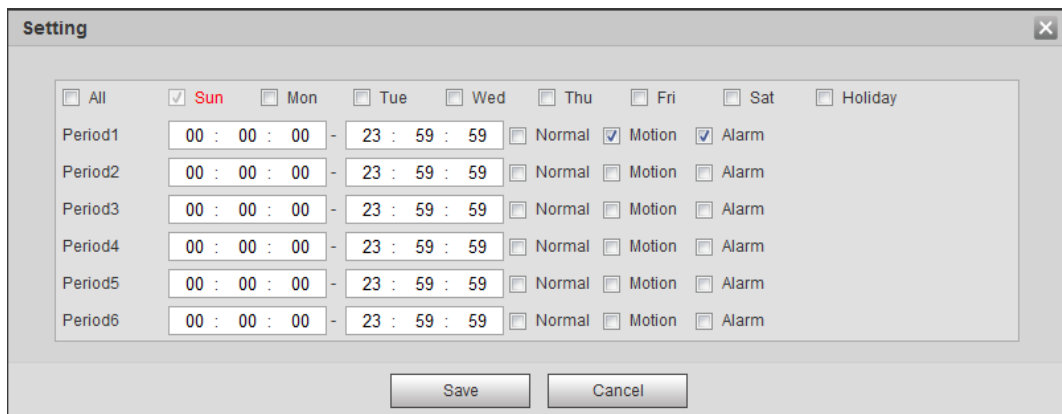 Setting
All Sun Mon Tue Wed Thu Fri Sat Holiday
Period1 00 : 00 : 00 - 23 : 59 : 59 Normal Motion Alarm
Period2 00 : 00 : 00 - 23 : 59 : 59 Normal Motion Alarm
Period3 00 : 00 : 00 - 23 : 59 : 59 Normal Motion Alarm
Period4 00 : 00 : 00 - 23 : 59 : 59 Normal Motion Alarm
Period5 00 : 00 : 00 - 23 : 59 : 59 Normal Motion Alarm
Period6 00 : 00 : 00 - 23 : 59 : 59 Normal Motion Alarm
Save Cancel